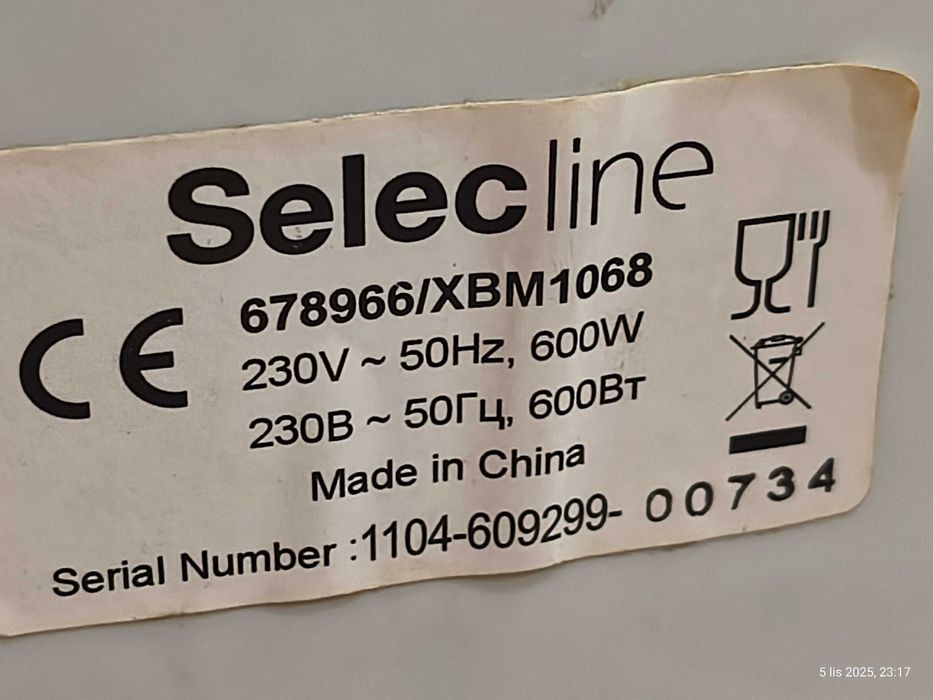 Selecline
CE
678966/XBM1068
230V ~ 50Hz, 600W
230В ~ 50Гц, 600Вт
Made in China
Serial Number :1104-609299- 00734
5 lis 2025, 23:17